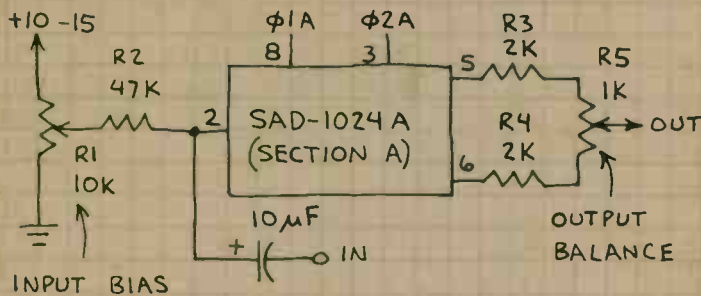 +10 -15
R2
47K
R1
10K
INPUT BIAS
φ1A
φ2A
8
3
2
SAD-1024A
(SECTION A)
5
6
10µF
+
IN
R3
2K
R4
2K
R5
1K
OUT
OUTPUT
BALANCE